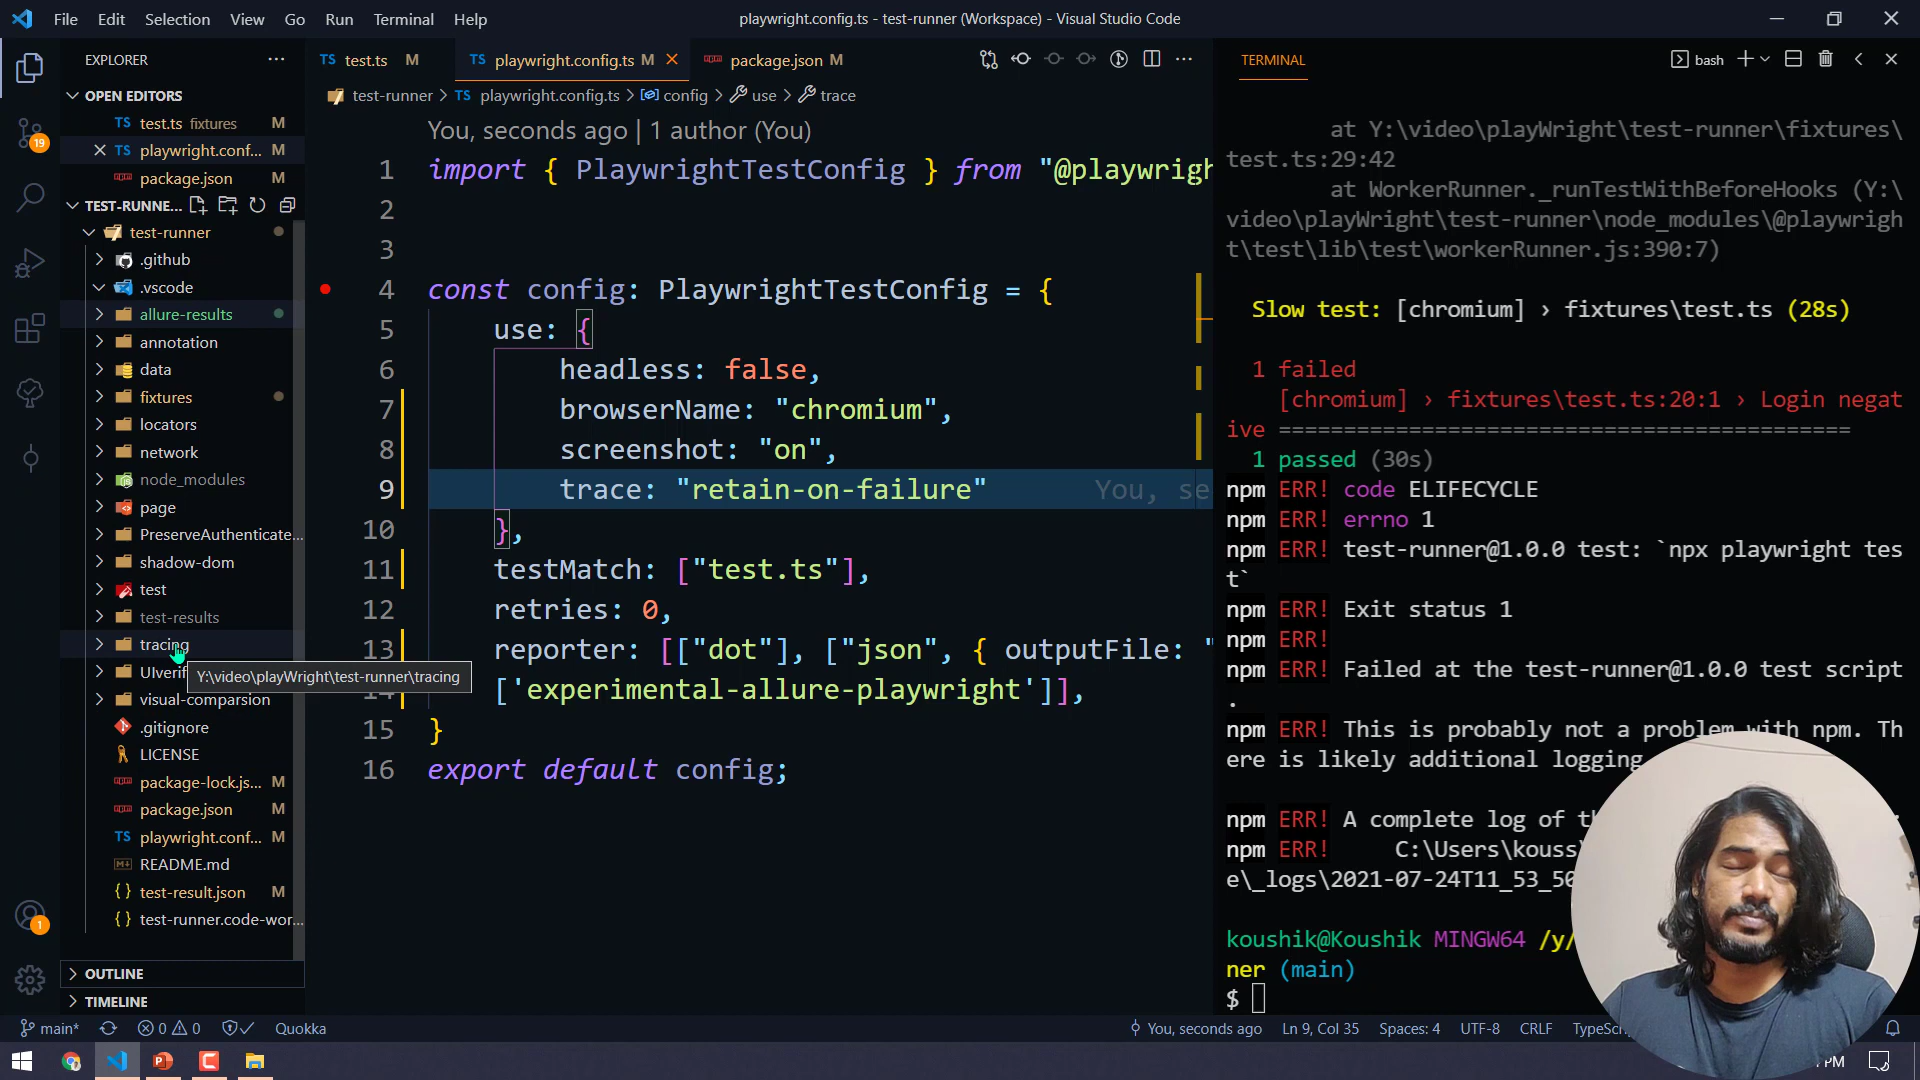 File Edit Selection View Go Run Terminal Help
playwright.config.ts - test-runner (Workspace) - Visual Studio Code
EXPLORER
OPEN EDITORS
TS test.ts fixtures M
TS playwright.conf... M
package.json M
TEST-RUNNE...
test-runner
.github
.vscode
allure-results
annotation
data
fixtures
locators
network
node_modules
page
PreserveAuthenticate...
shadow-dom
test
test-results
tracing
UIverif
Y:\video\playWright\test-runner\tracing
visual-comparsion
.gitignore
LICENSE
package-lock.js... M
package.json M
TS playwright.conf... M
README.md
test-result.json M
test-runner.code-wor...
OUTLINE
TIMELINE
19
1
TS test.ts M
TS playwright.config.ts M
package.json M
test-runner > TS playwright.config.ts > config > use > trace
You, seconds ago | 1 author (You)
1 import { PlaywrightTestConfig } from "@playwrigh
2
3
4 const config: PlaywrightTestConfig = {
5 use: {
6 headless: false,
7 browserName: "chromium",
8 screenshot: "on",
9 trace: "retain-on-failure" You, se
10 },
11 testMatch: ["test.ts"],
12 retries: 0,
13 reporter: [["dot"], ["json", { outputFile: "
14 ['experimental-allure-playwright']],
15 }
16 export default config;
TERMINAL
bash
at Y:\video\playWright\test-runner\fixtures\
test.ts:29:42
at WorkerRunner._runTestWithBeforeHooks (Y:\
video\playWright\test-runner\node_modules\@playwrigh
t\test\lib\test\workerRunner.js:390:7)
Slow test: [chromium] › fixtures\test.ts (28s)
1 failed
[chromium] › fixtures\test.ts:20:1 › Login negat
ive ===========================================
1 passed (30s)
npm ERR! code ELIFECYCLE
npm ERR! errno 1
npm ERR! test-runner@1.0.0 test: `npx playwright tes
t`
npm ERR! Exit status 1
npm ERR!
npm ERR! Failed at the test-runner@1.0.0 test script
.
npm ERR! This is probably not a problem with npm. Th
ere is likely additional logging
npm ERR! A complete log of t
npm ERR! C:\Users\kouss
e\_logs\2021-07-24T11_53_5
koushik@Koushik MINGW64 /y/
ner (main)
$
main* 0 0 Quokka
You, seconds ago Ln 9, Col 35 Spaces: 4 UTF-8 CRLF TypeScri
PM